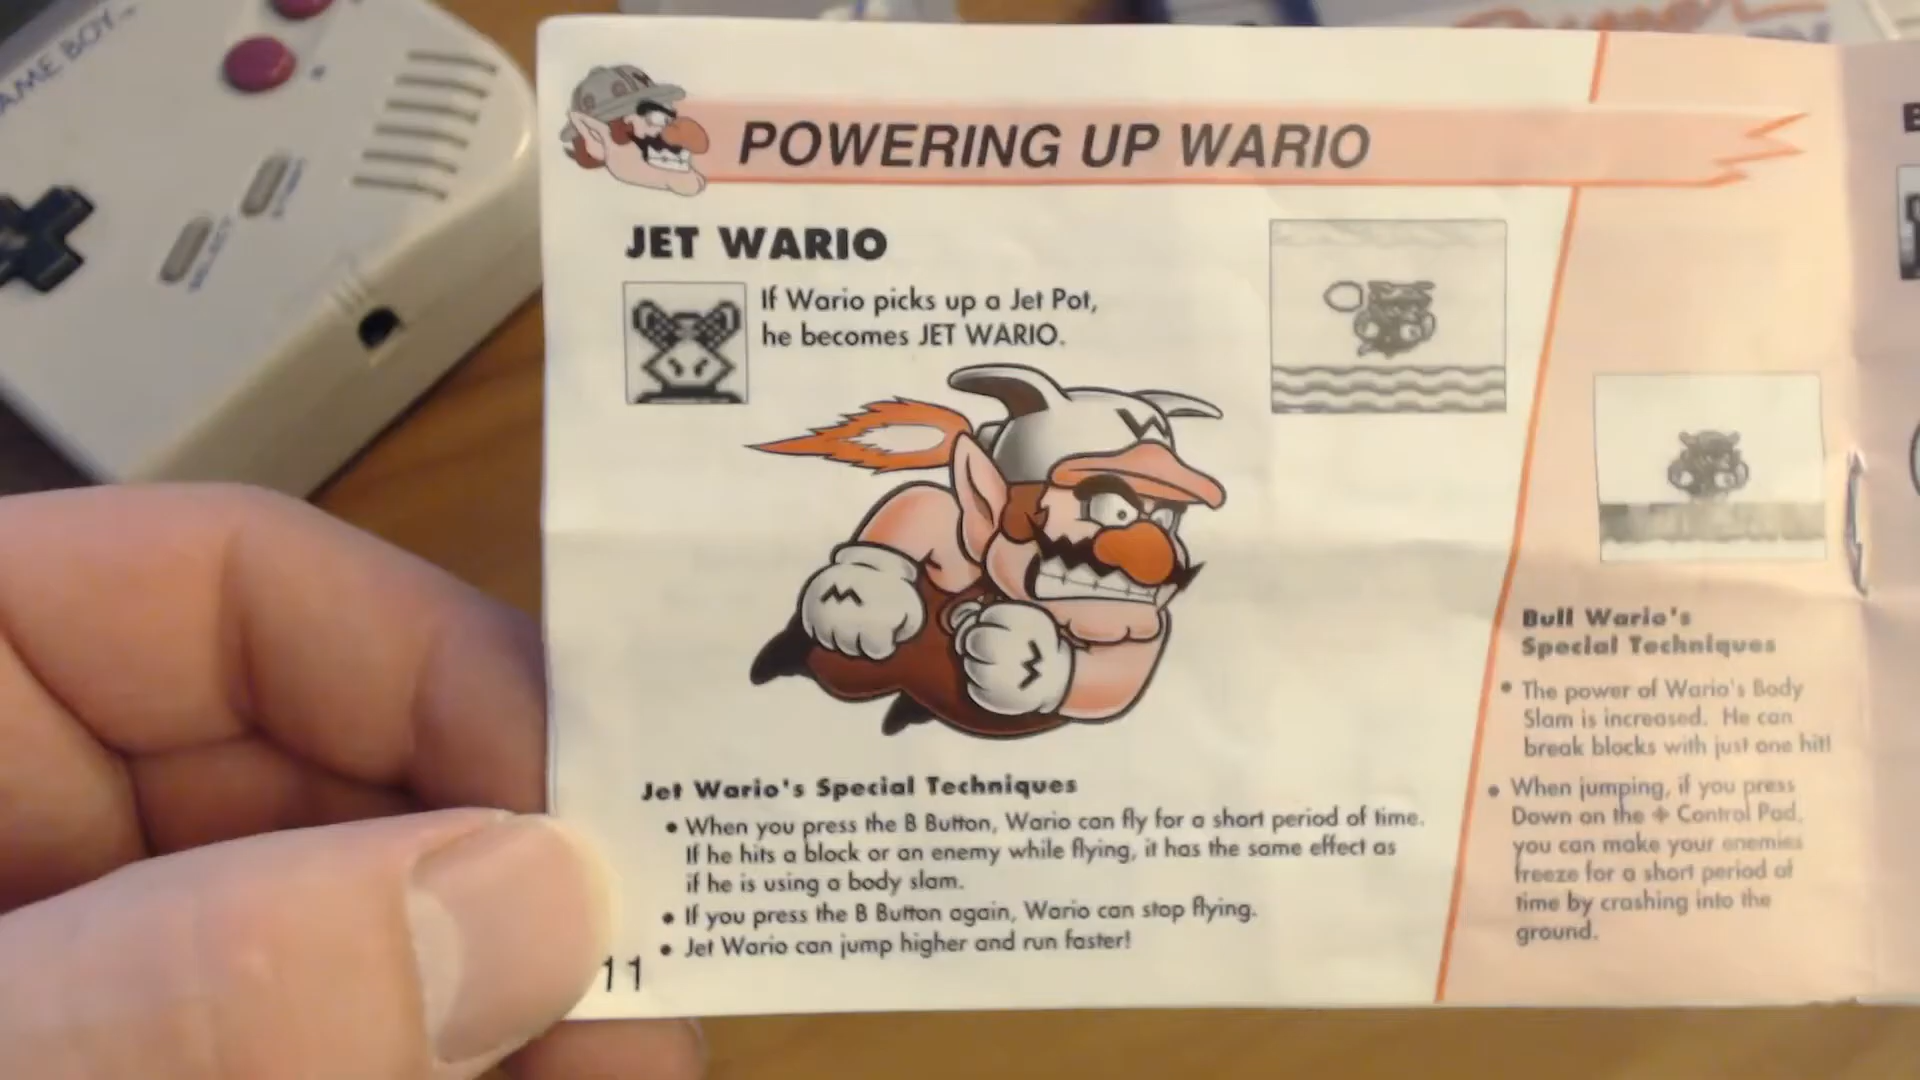 GAME BOY
SELECT
POWERING UP WARIO
JET WARIO
If Wario picks up a Jet Pot,
he becomes JET WARIO.
W
Jet Wario's Special Techniques
• When you press the B Button, Wario can fly for a short period of time.
If he hits a block or an enemy while flying, it has the same effect as
if he is using a body slam.
• If you press the B Button again, Wario can stop flying.
• Jet Wario can jump higher and run faster!
11
Bull Wario's
Special Techniques
• The power of Wario's Body
Slam is increased. He can
break blocks with just one hit!
• When jumping, if you press
Down on the ✚ Control Pad,
you can make your enemies
freeze for a short period of
time by crashing into the
ground.